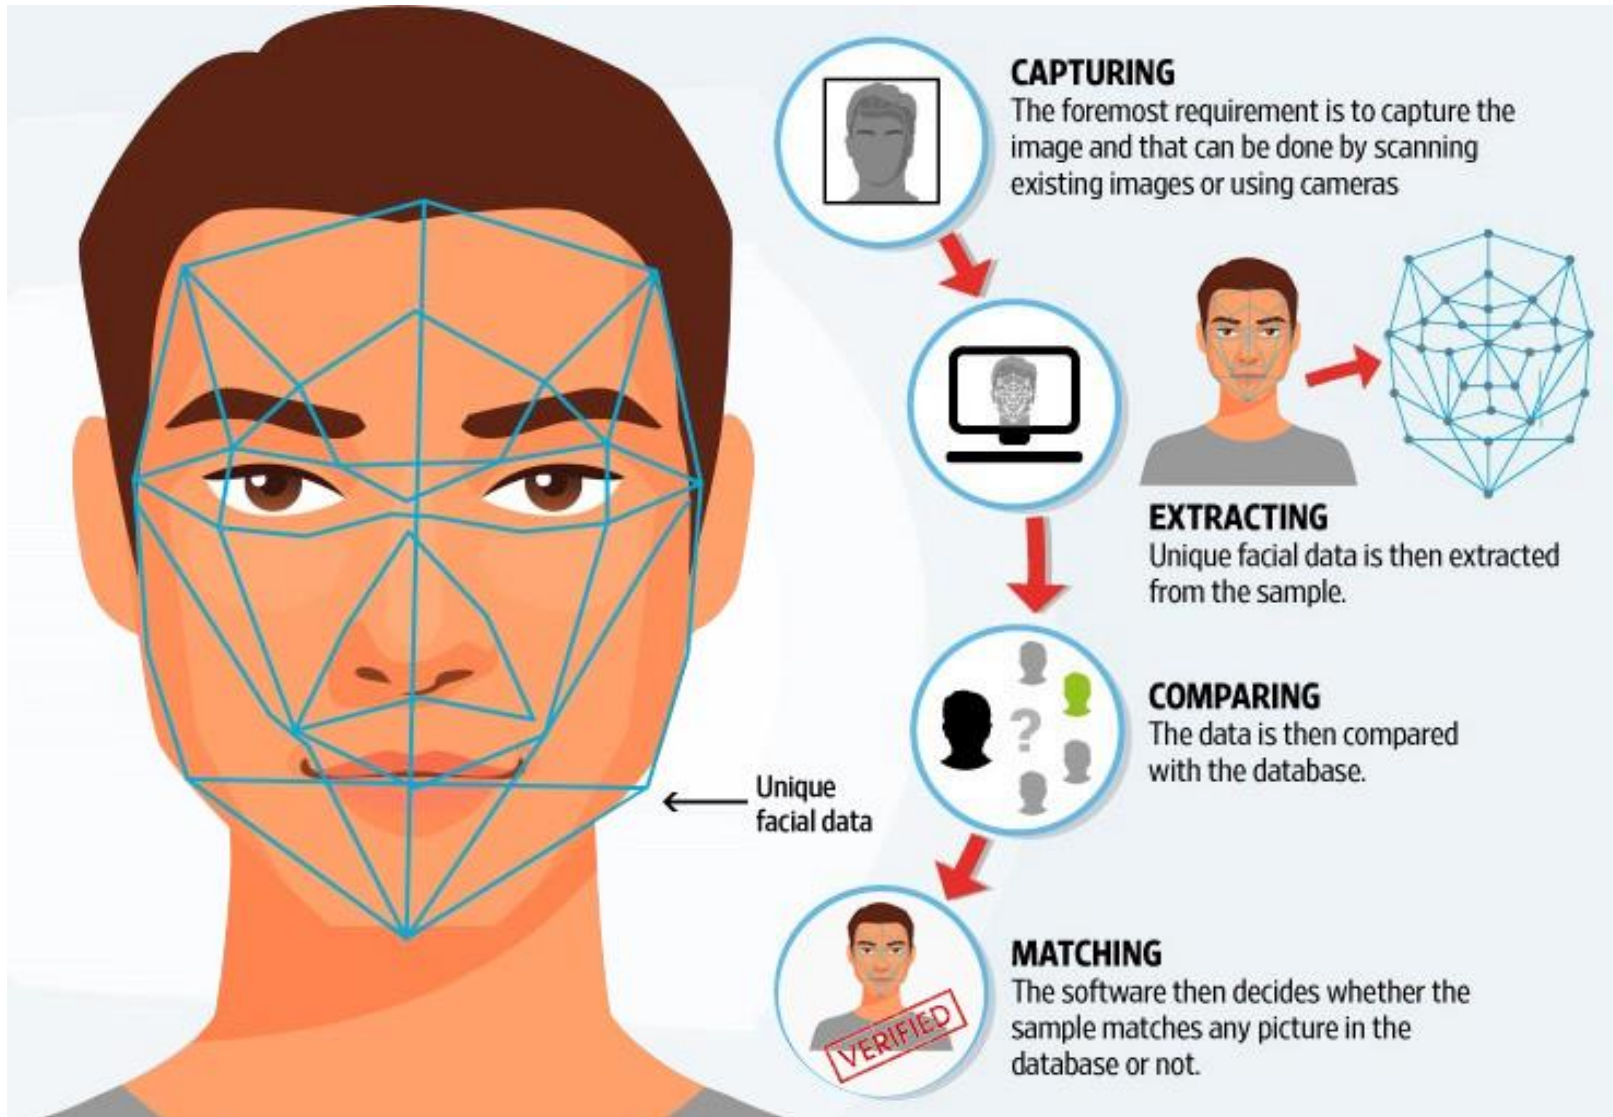 CAPTURING
The foremost requirement is to capture the
image and that can be done by scanning
existing images or using cameras
EXTRACTING
Unique facial data is then extracted
from the sample.
?
COMPARING
The data is then compared
with the database.
Unique
facial data
MATCHING
The software then decides whether the
sample matches any picture in the
database or not.
VERIFIED